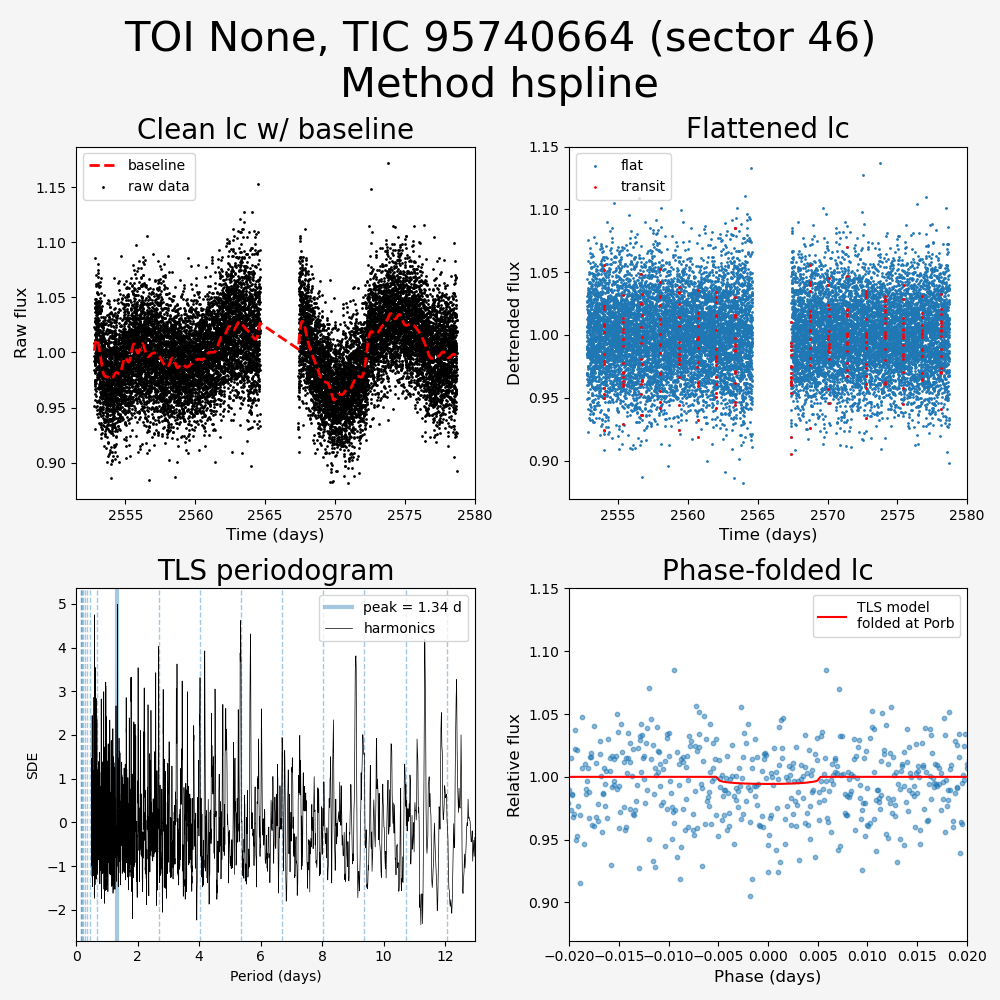 TOI None, TIC 95740664 (sector 46)
Method hspline
Clean lc w/ baseline
baseline
raw data
1.15
1.10
1.05
1.00
0.95
0.90
Raw flux
2555 2560 2565 2570 2575 2580
Time (days)
Flattened lc
flat
transit
1.15
1.10
1.05
1.00
0.95
0.90
Detrended flux
2555 2560 2565 2570 2575 2580
Time (days)
TLS periodogram
peak = 1.34 d
harmonics
5
4
3
2
1
0
−1
−2
SDE
0 2 4 6 8 10 12
Period (days)
Phase-folded lc
TLS model
folded at Porb
1.15
1.10
1.05
1.00
0.95
0.90
Relative flux
−0.020 −0.015 −0.010 −0.005 0.000 0.005 0.010 0.015 0.020
Phase (days)